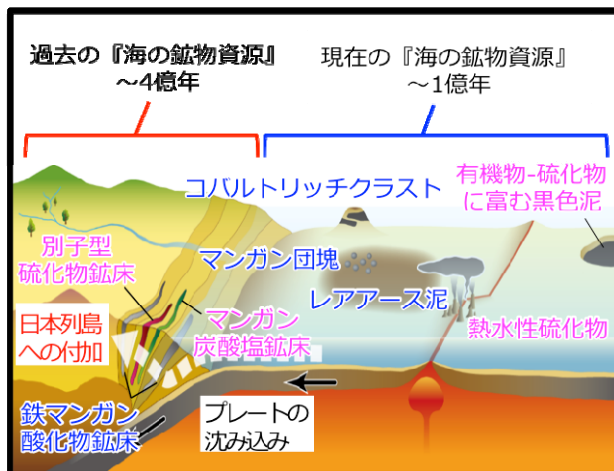 過去の『海の鉱物資源』
~4億年
現在の『海の鉱物資源』
~1億年
コバルトリッチクラスト
有機物-硫化物
に富む黒色泥
別子型
硫化物鉱床
マンガン団塊
レアアース泥
日本列島
への付加
マンガン
炭酸塩鉱床
熱水性硫化物
鉄マンガン
酸化物鉱床
プレートの
沈み込み